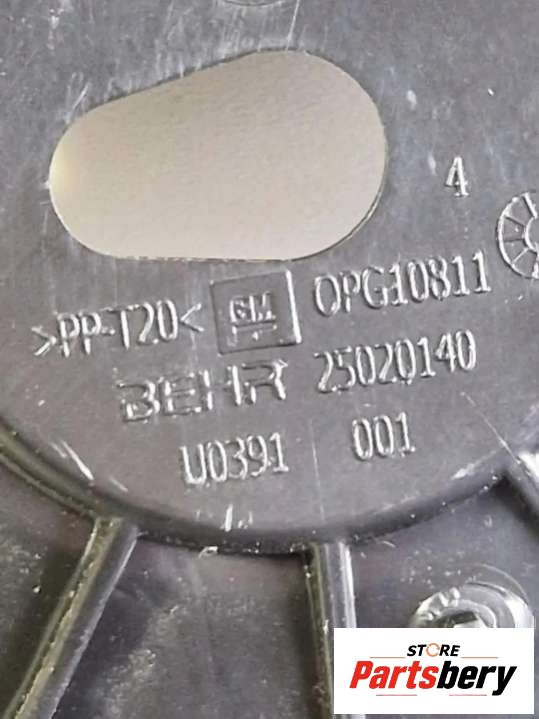 4
>PP-T20< GM OPG10811
BEHR 25020140
U0391 001
STORE
Partsbery